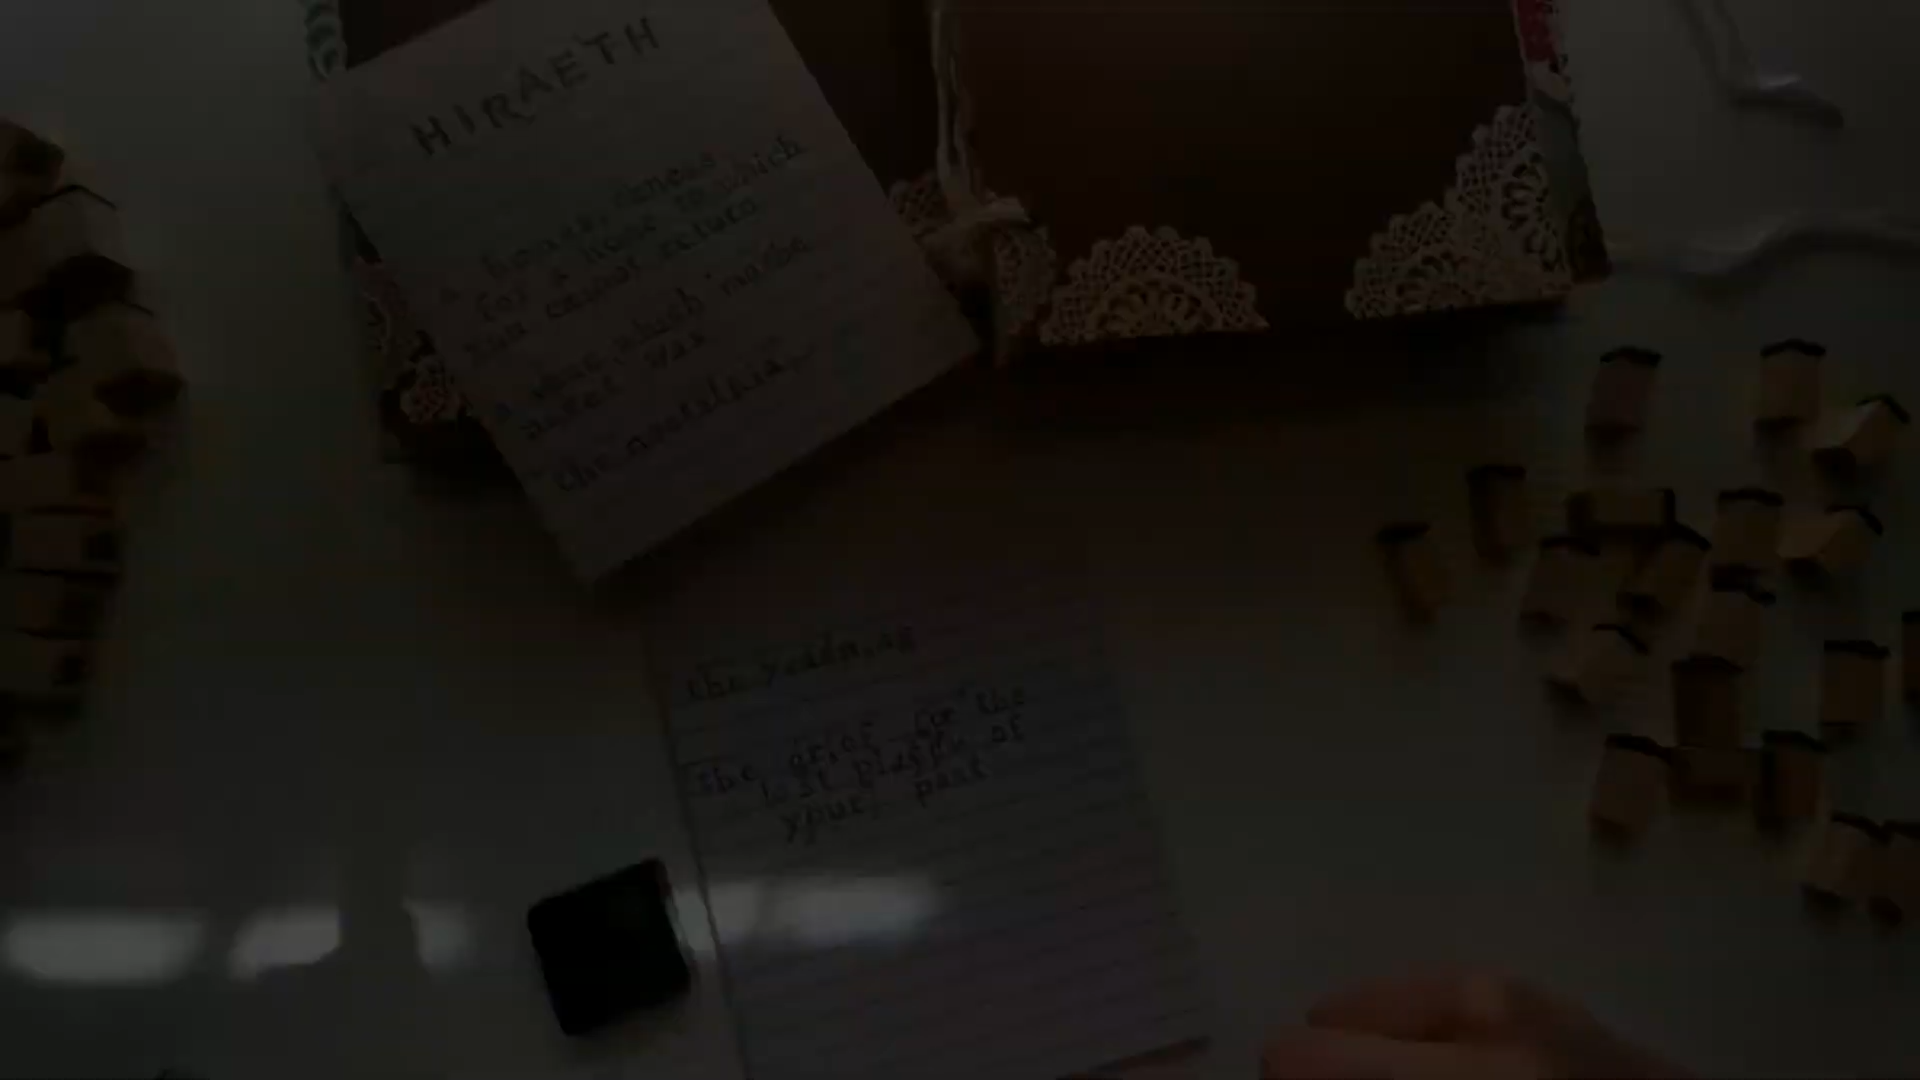 HIRAETH
a homesickness
for a home to which
you cannot return
a home which maybe
never was
the nostalgia,
the yearning
the grief for the
lost places of
your past